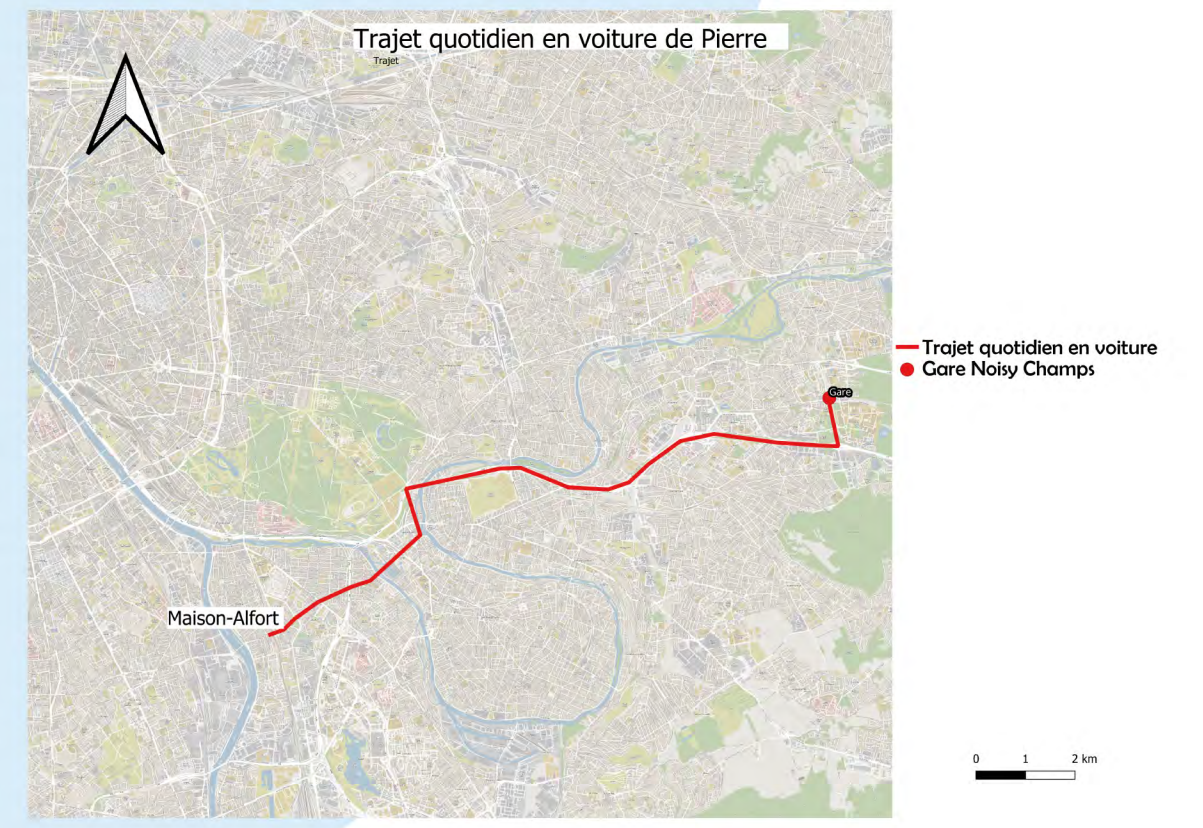 Trajet quotidien en voiture de Pierre
Trajet
Trajet quotidien en voiture
Gare Noisy Champs
Gare
Maison-Alfort
0 1 2 km